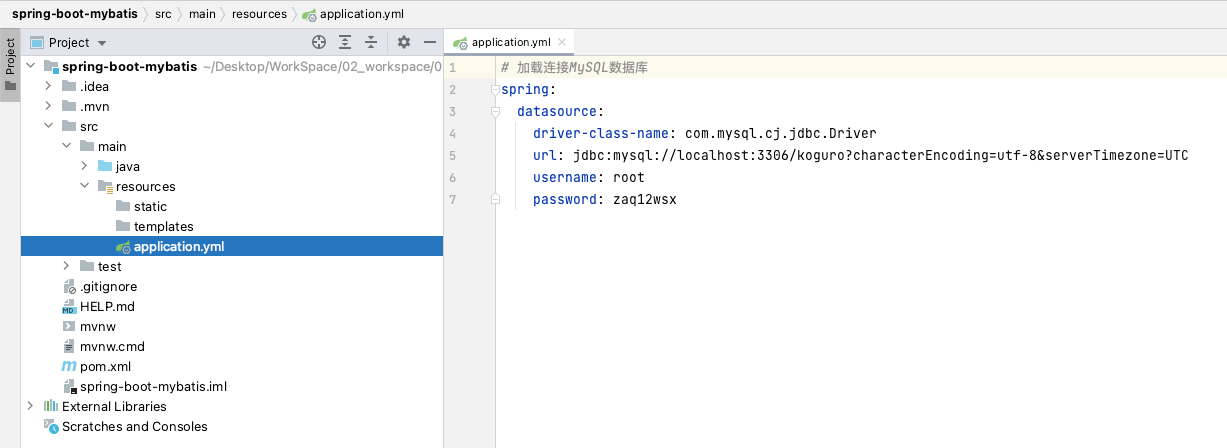 spring-boot-mybatis 〉 src 〉 main 〉 resources 〉 application.yml
Project
Project
application.yml
spring-boot-mybatis ~/Desktop/WorkSpace/02_workspace/0
.idea
.mvn
src
main
java
resources
static
templates
application.yml
test
.gitignore
HELP.md
mvnw
mvnw.cmd
pom.xml
spring-boot-mybatis.iml
External Libraries
Scratches and Consoles
1 # 加载连接MySQL数据库
2 spring:
3 datasource:
4 driver-class-name: com.mysql.cj.jdbc.Driver
5 url: jdbc:mysql://localhost:3306/koguro?characterEncoding=utf-8&serverTimezone=UTC
6 username: root
7 password: zaq12wsx